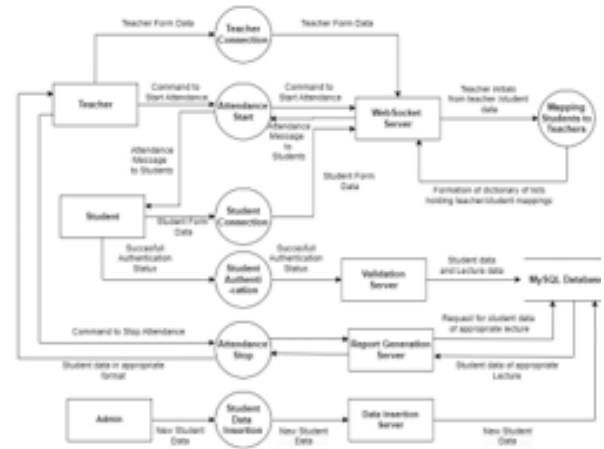 Teacher Form Data
Teacher
Connection
Teacher Form Data
Teacher
Command to
Start Attendance
Attendance
Start
Command to
Start Attendance
WebSocket
Server
Teacher initials
from teacher /student
data
Mapping
Students to
Teachers
Attendance
Message
to Students
Attendance
Message
to
Students
Student Form
Data
Formation of dictionary of lists
holding teacher/student mappings
Student
Student Form
Data
Student
Connection
Succesfull
Authentication
Status
Student
Authenti
-cation
Succesfull
Authentication
Status
Validation
Server
Student data
and Lecture data
MySQL Database
Command to Stop Attendance
Student data in appropriate
format
Attendance
Stop
Report Generation
Server
Request for student data
of appropriate lecture
Student data of appropriate
Lecture
Admin
New Student
Data
Student
Data
Insertion
New Student
Data
Data Insertion
Server
New Student
Data